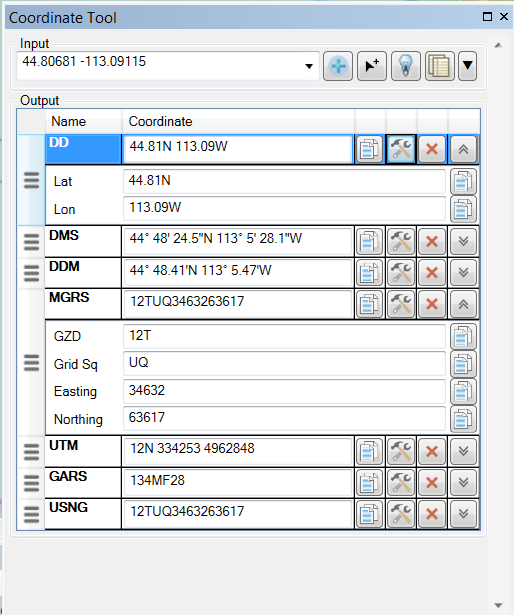 Coordinate Tool
Input
44.80681 -113.09115
Output
Name Coordinate
DD 44.81N 113.09W
Lat 44.81N
Lon 113.09W
DMS 44° 48' 24.5"N 113° 5' 28.1"W
DDM 44° 48.41'N 113° 5.47'W
MGRS 12TUQ3463263617
GZD 12T
Grid Sq UQ
Easting 34632
Northing 63617
UTM 12N 334253 4962848
GARS 134MF28
USNG 12TUQ3463263617